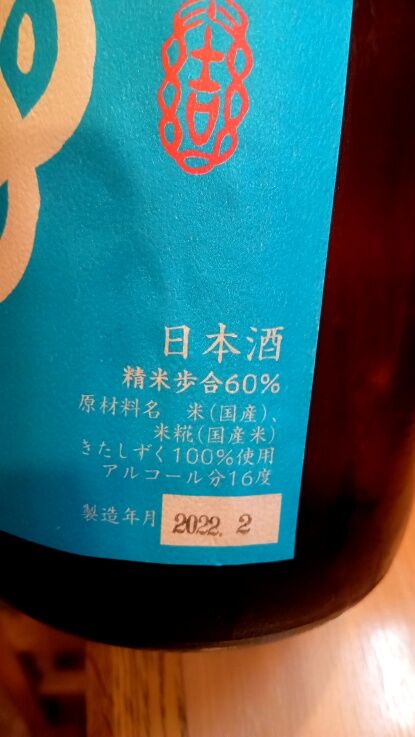 日本酒
精米歩合60%
原材料名 米(国産)、
米糀(国産米)
きたしずく100%使用
アルコール分16度
製造年月 2022. 2